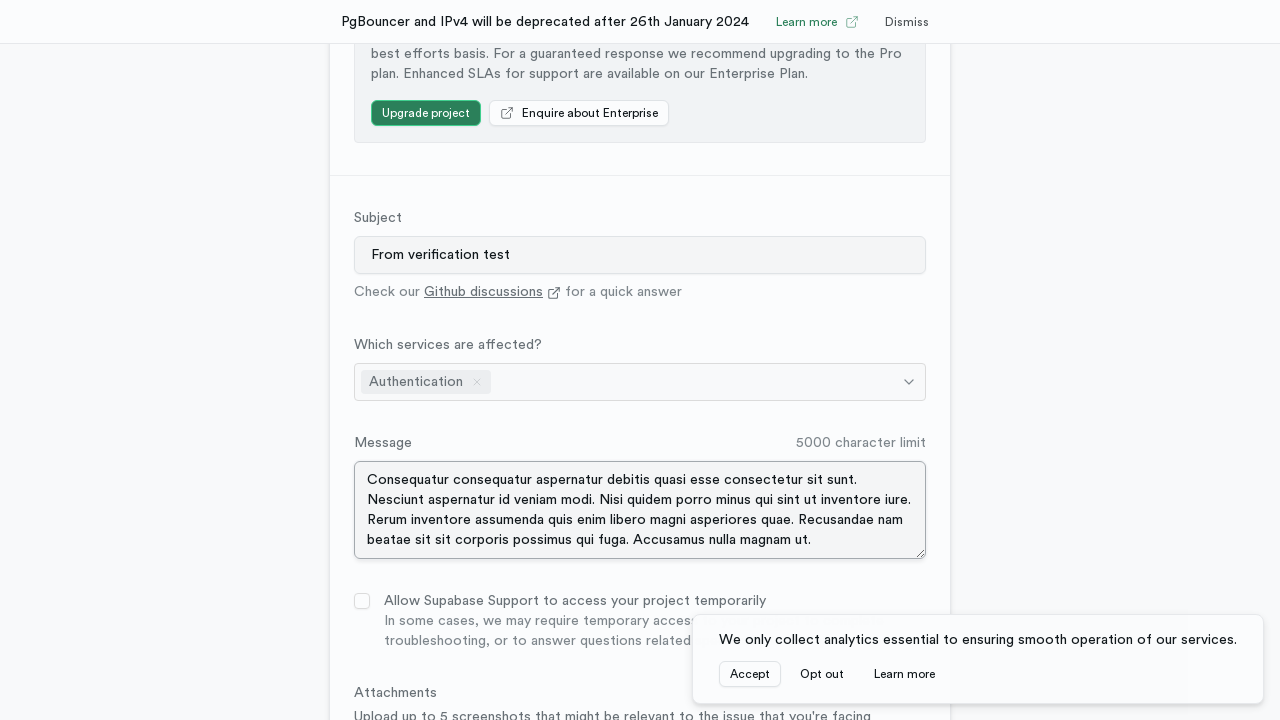 PgBouncer and IPv4 will be deprecated after 26th January 2024
Learn more
Dismiss
best efforts basis. For a guaranteed response we recommend upgrading to the Pro
plan. Enhanced SLAs for support are available on our Enterprise Plan.
Upgrade project
Enquire about Enterprise
Subject
From verification test
Check our Github discussions for a quick answer
Which services are affected?
Authentication
Message
5000 character limit
Consequatur consequatur aspernatur debitis quasi esse consectetur sit sunt.
Nesciunt aspernatur id veniam modi. Nisi quidem porro minus qui sint ut inventore iure.
Rerum inventore assumenda quis enim libero magni asperiores quae. Recusandae nam
beatae sit sit corporis possimus qui fuga. Accusamus nulla magnam ut.
Allow Supabase Support to access your project temporarily
In some cases, we may require temporary access
troubleshooting, or to answer questions related
We only collect analytics essential to ensuring smooth operation of our services.
Accept
Opt out
Learn more
Attachments
Upload up to 5 screenshots that might be relevant to the issue that you're facing